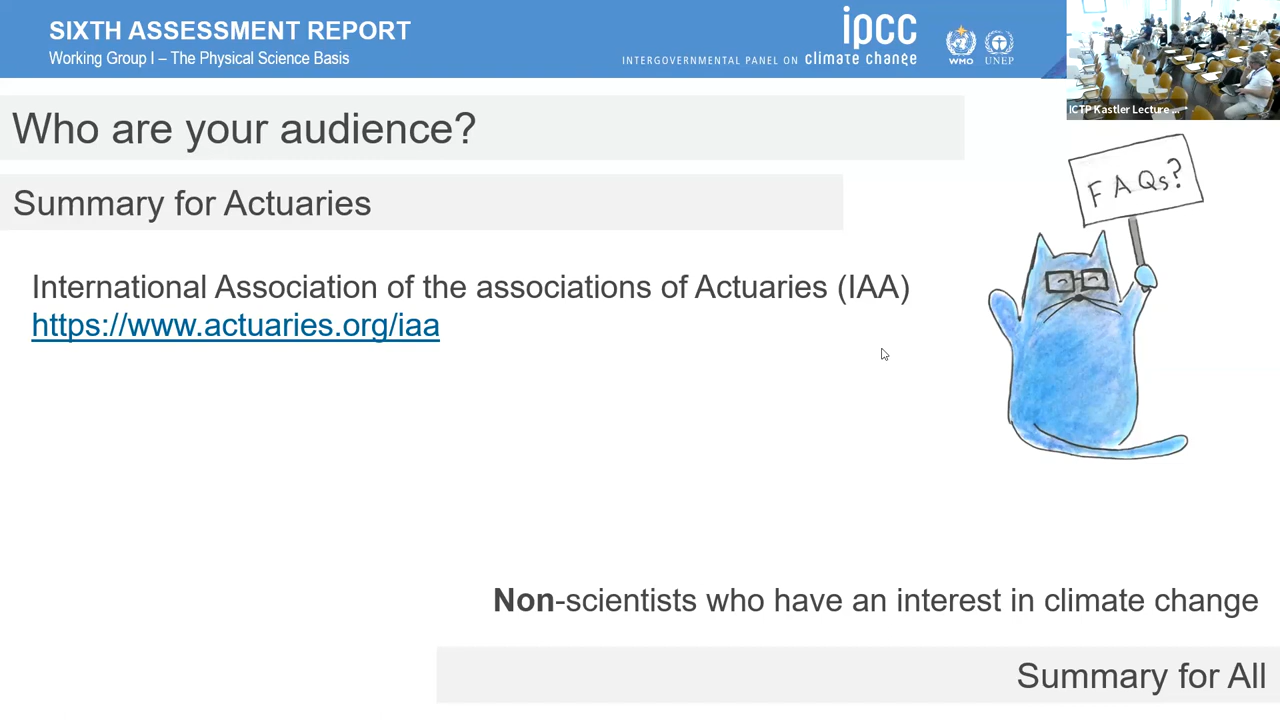 SIXTH ASSESSMENT REPORT
Working Group I – The Physical Science Basis
ipcc
INTERGOVERNMENTAL PANEL ON climate change
WMO
UNEP
ICTP Kastler Lecture ...
Who are your audience?
FAQs?
Summary for Actuaries
International Association of the associations of Actuaries (IAA)
https://www.actuaries.org/iaa
Non-scientists who have an interest in climate change
Summary for All